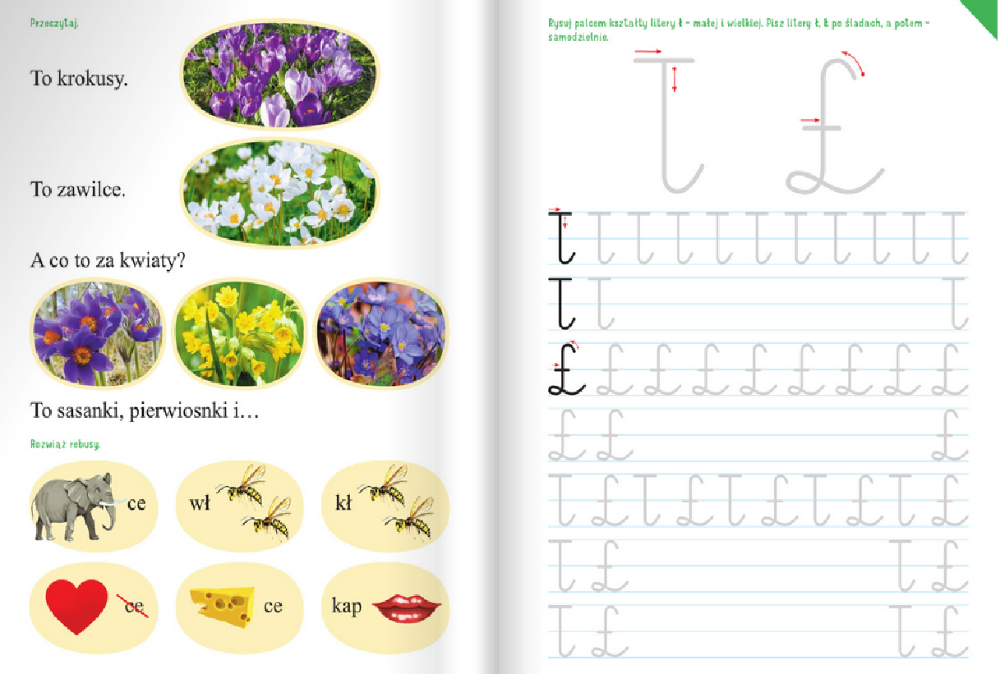 Przeczytaj.
To krokusy.
To zawilce.
A co to za kwiaty?
To sasanki, pierwiosnki i…
Rozwiąż rebusy.
ce
wł
kł
ce
ce
kap
Rysuj palcem kształty litery ł – małej i wielkiej. Pisz litery ł, Ł po śladach, a potem –
samodzielnie.
ł Ł
ł ł ł ł ł ł ł ł ł ł ł
ł ł ł
Ł Ł Ł Ł Ł Ł Ł Ł Ł
Ł Ł Ł
ł Ł ł Ł ł Ł ł Ł ł Ł
ł Ł ł Ł
ł Ł ł Ł